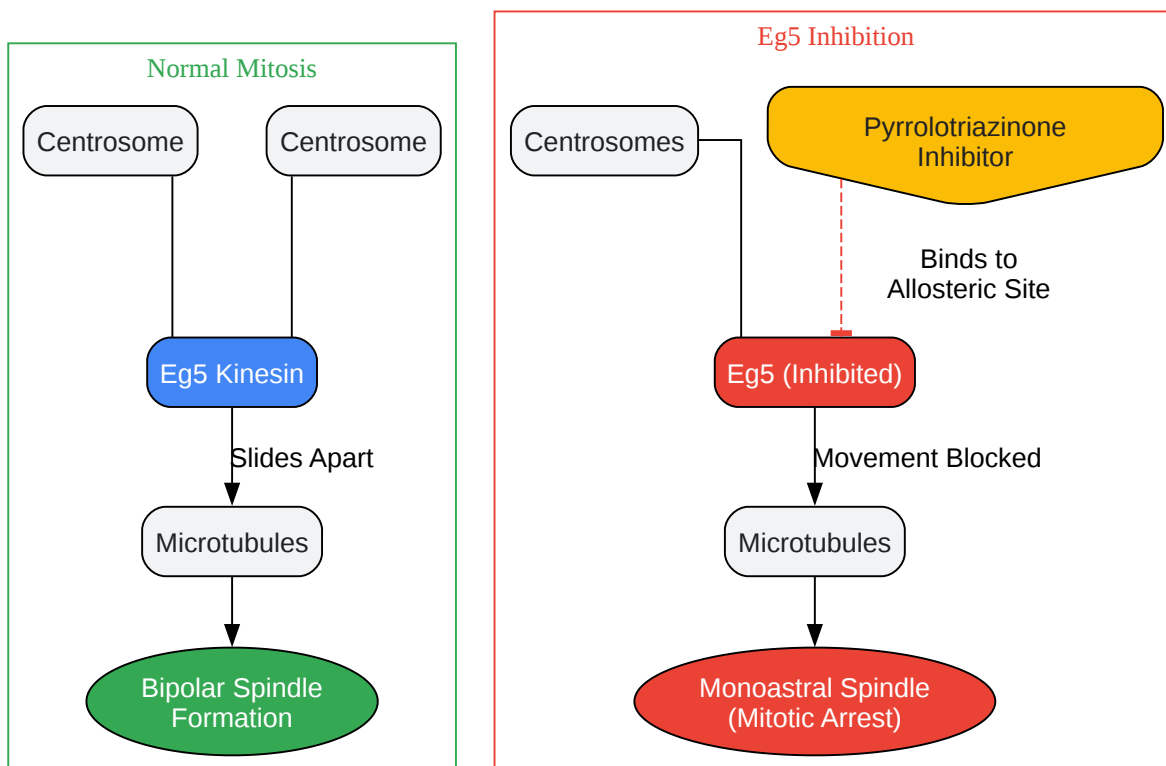 Normal Mitosis
Centrosome
Centrosome
Eg5 Kinesin
Slides Apart
Microtubules
Bipolar Spindle
Formation
Eg5 Inhibition
Centrosomes
Pyrrolotriazinone
Inhibitor
Binds to
Allosteric Site
Eg5 (Inhibited)
Movement Blocked
Microtubules
Monoastral Spindle
(Mitotic Arrest)